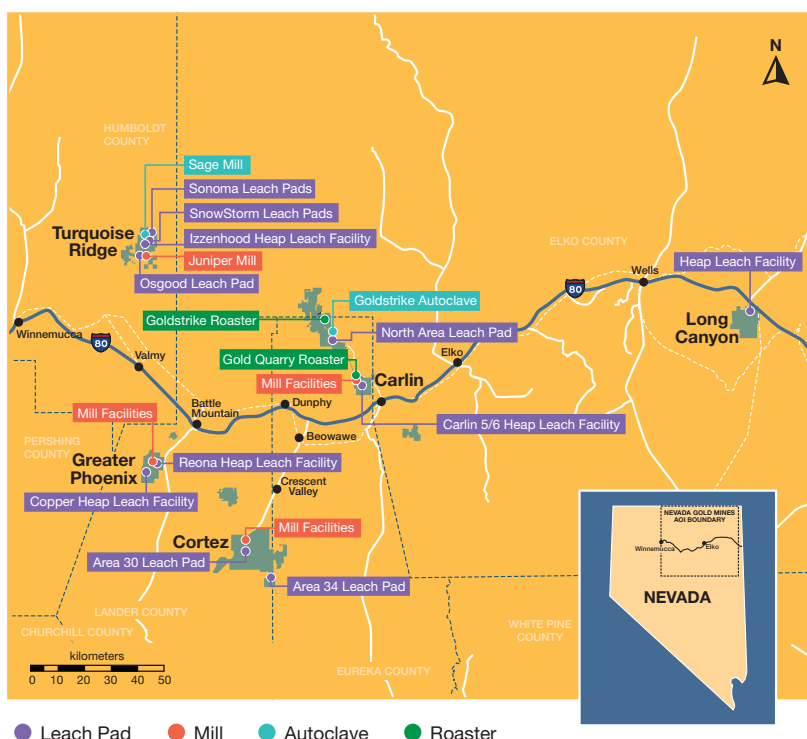 N
HUMBOLDT
COUNTY
Sage Mill
Sonoma Leach Pads
SnowStorm Leach Pads
Turquoise
Ridge
Izzenhood Heap Leach Facility
Juniper Mill
Osgood Leach Pad
ELKO COUNTY
Wells
Heap Leach Facility
80
Goldstrike Autoclave
Goldstrike Roaster
North Area Leach Pad
Long
Canyon
Winnemucca
80
Valmy
Gold Quarry Roaster
Elko
Mill Facilities
Carlin
Battle
Mountain
Dunphy
Mill Facilities
Carlin 5/6 Heap Leach Facility
Beowawe
PERSHING
COUNTY
Greater
Phoenix
Reona Heap Leach Facility
Copper Heap Leach Facility
Crescent
Valley
Mill Facilities
Cortez
Area 30 Leach Pad
Area 34 Leach Pad
LANDER COUNTY
CHURCHILL COUNTY
WHITE PINE
COUNTY
EUREKA COUNTY
kilometers
0 10 20 30 40 50
NEVADA GOLD MINES
AOI BOUNDARY
Winnemucca
Elko
NEVADA
Leach Pad
Mill
Autoclave
Roaster